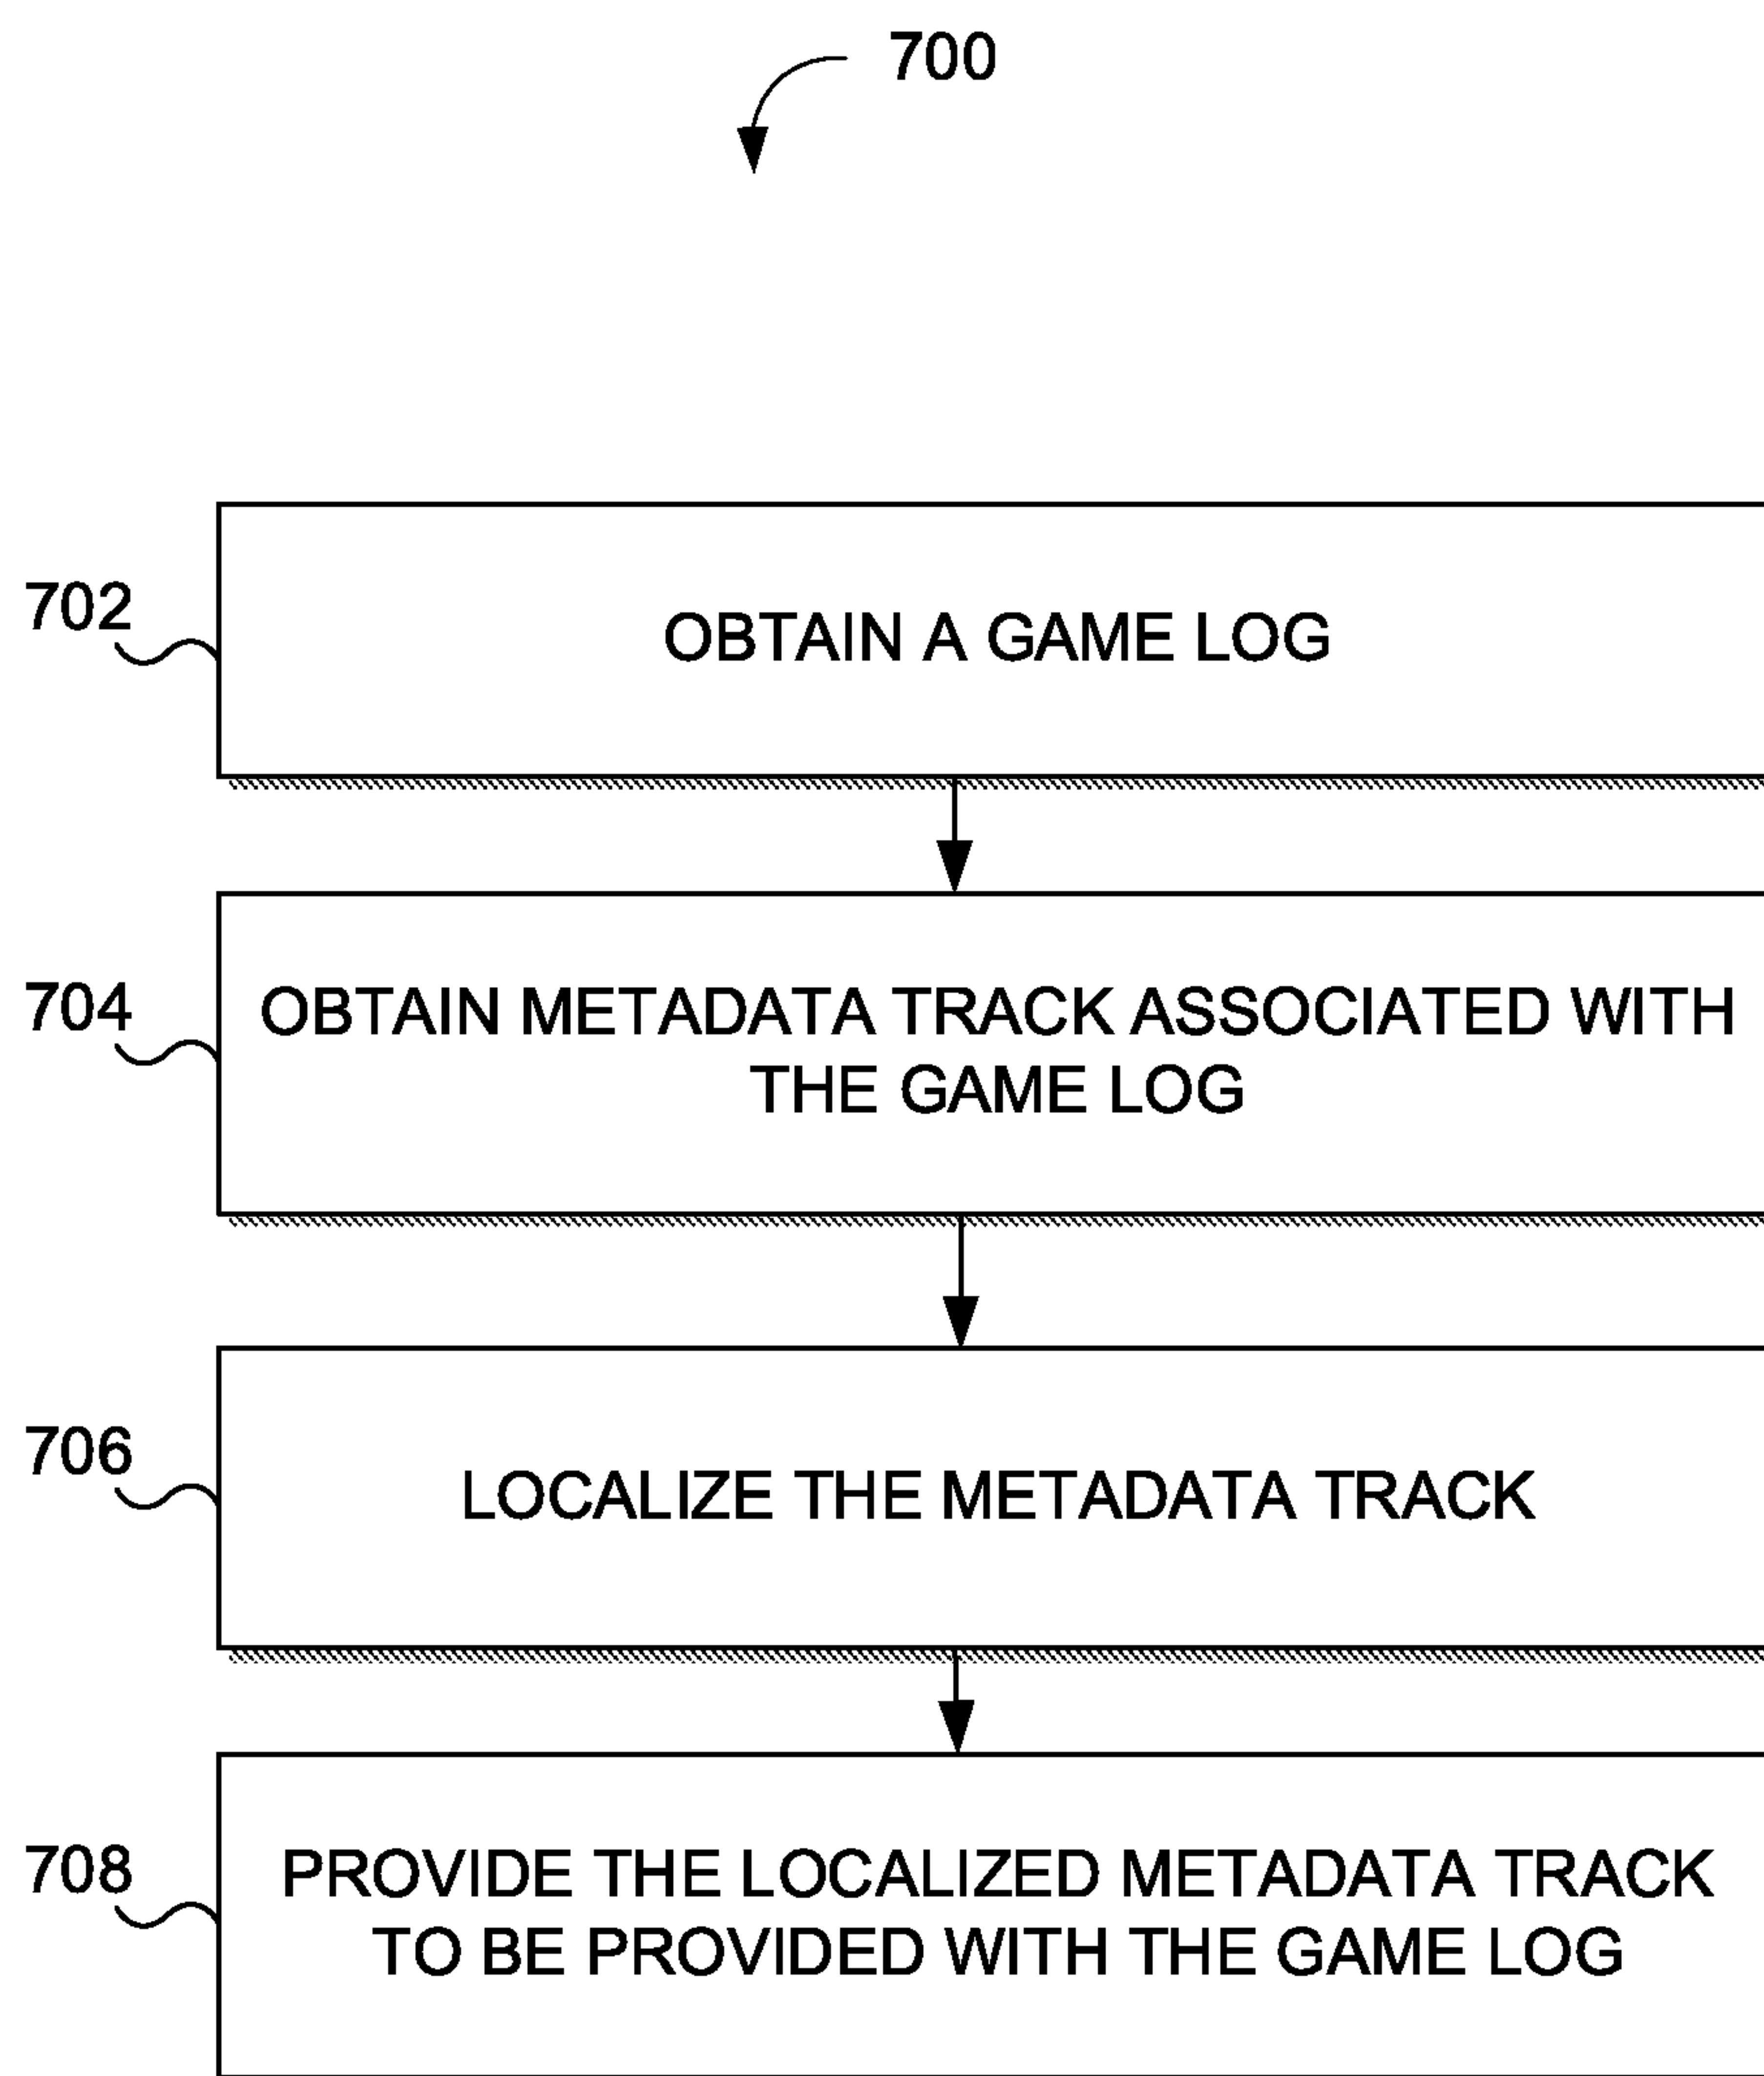 700
702
OBTAIN A GAME LOG
704
OBTAIN METADATA TRACK ASSOCIATED WITH
THE GAME LOG
706
LOCALIZE THE METADATA TRACK
708
PROVIDE THE LOCALIZED METADATA TRACK
TO BE PROVIDED WITH THE GAME LOG